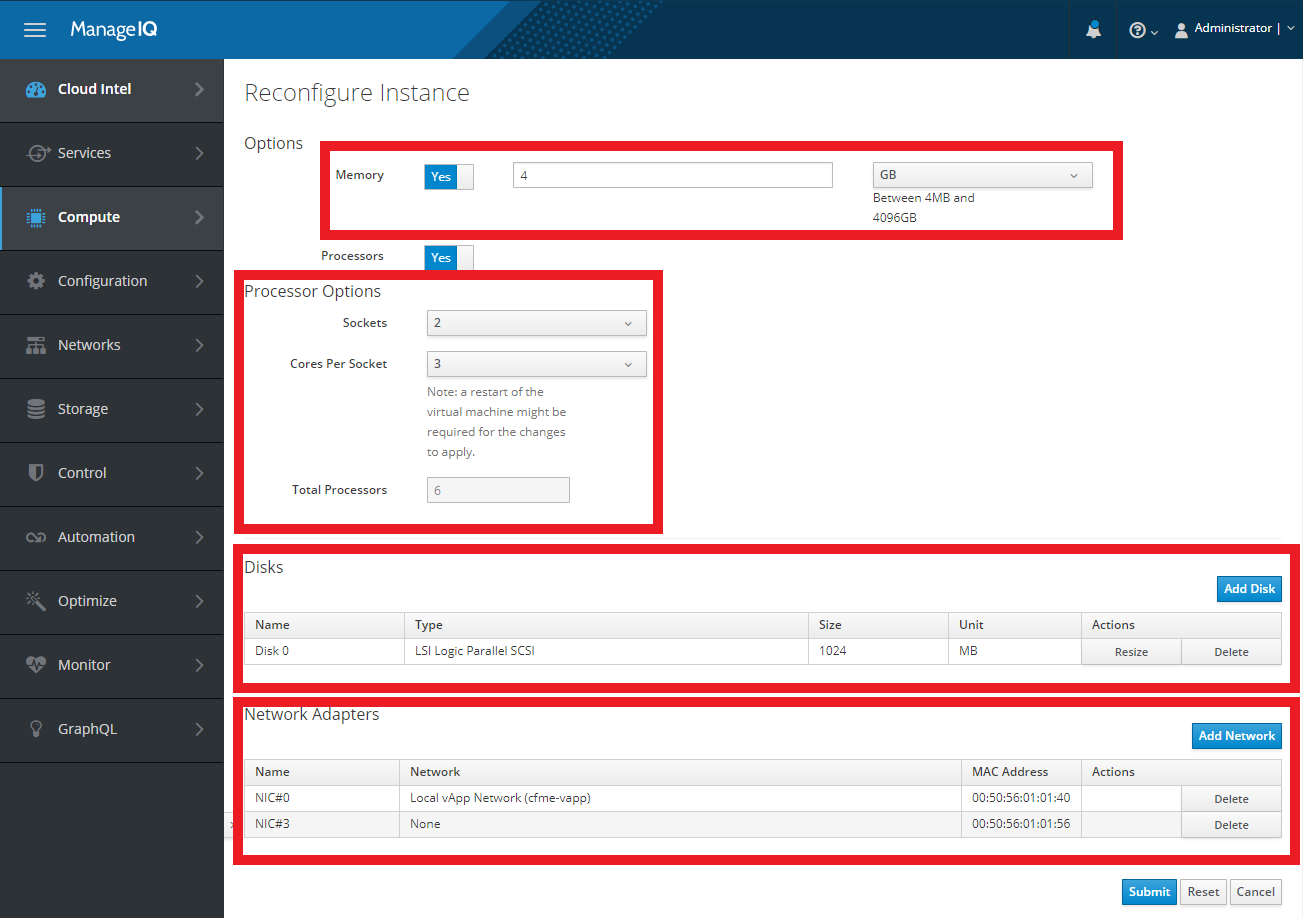 ManageIQ
Administrator |
Cloud Intel
Services
Compute
Configuration
Networks
Storage
Control
Automation
Optimize
Monitor
GraphQL
Reconfigure Instance
Options
Memory Yes 4 GB
Between 4MB and
4096GB
Processors Yes
Processor Options
Sockets 2
Cores Per Socket 3
Note: a restart of the
virtual machine might be
required for the changes
to apply.
Total Processors 6
Disks
Add Disk
Name Type Size Unit Actions
Disk 0 LSI Logic Parallel SCSI 1024 MB Resize Delete
Network Adapters
Add Network
Name Network MAC Address Actions
NIC#0 Local vApp Network (cfme-vapp) 00:50:56:01:01:40 Delete
NIC#3 None 00:50:56:01:01:56 Delete
Submit Reset Cancel